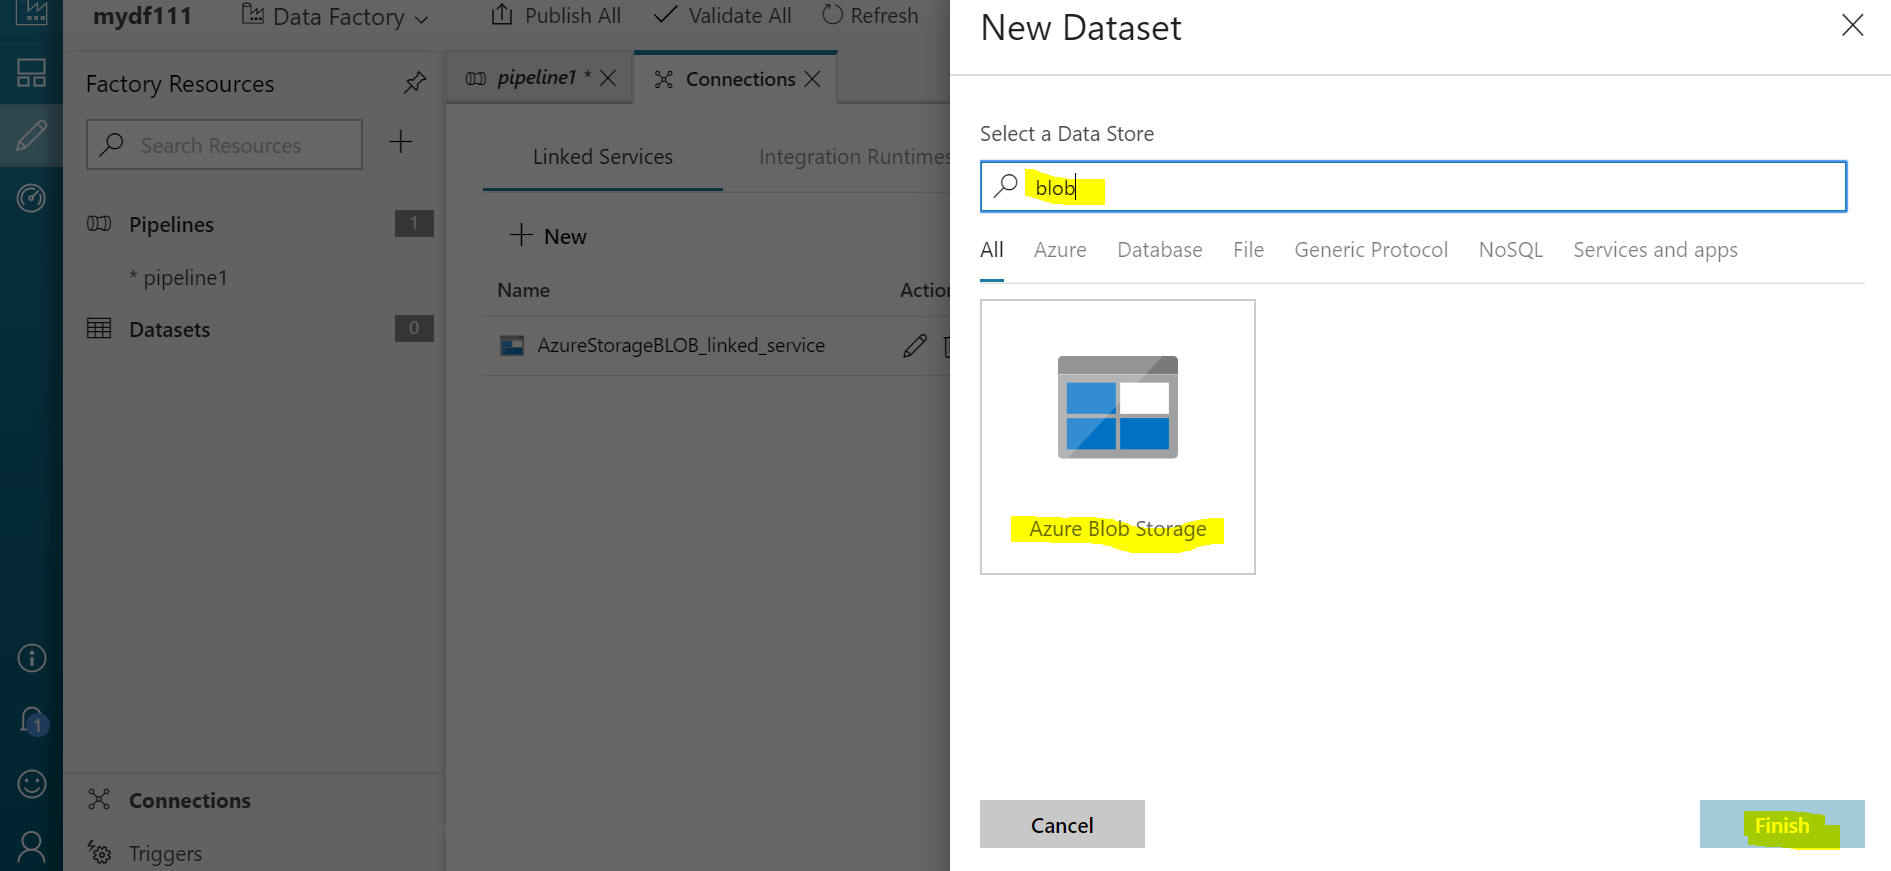 mydf111
Data Factory
Publish All
Validate All
Refresh
Factory Resources
Search Resources
Pipelines
1
* pipeline1
Datasets
0
Connections
Triggers
1
pipeline1 *
Connections
Linked Services
Integration Runtimes
New
Name
Action
AzureStorageBLOB_linked_service
New Dataset
Select a Data Store
blob
All Azure Database File Generic Protocol NoSQL Services and apps
Azure Blob Storage
Cancel
Finish